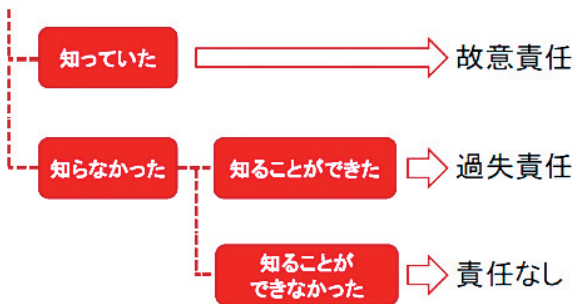 知っていた
故意責任
知らなかった
知ることができた
過失責任
知ることが
できなかった
責任なし